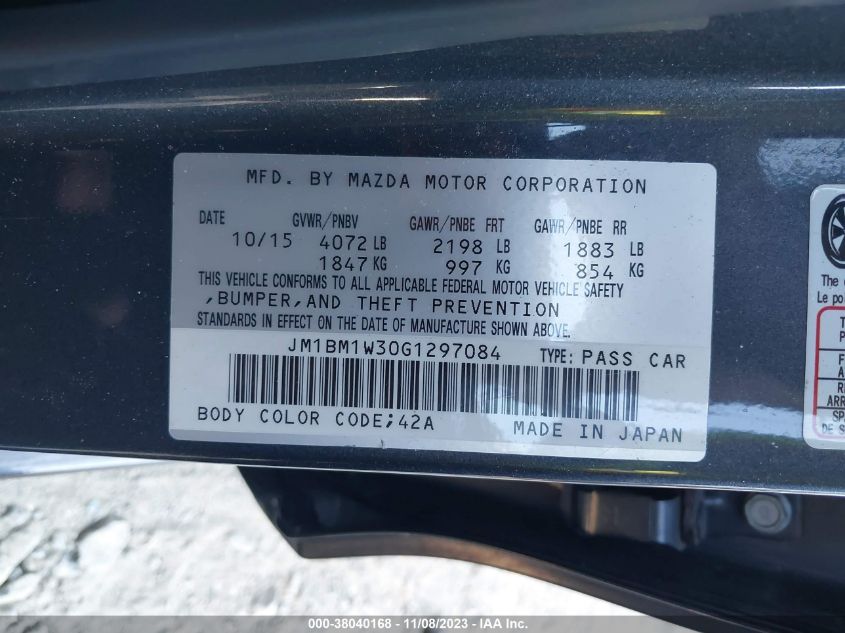 MFD. BY MAZDA MOTOR CORPORATION
DATE GVWR/PNBV GAWR/PNBE FRT GAWR/PNBE RR
10/15 4072 LB 2198 LB 1883 LB
1847 KG 997 KG 854 KG
THIS VEHICLE CONFORMS TO ALL APPLICABLE FEDERAL MOTOR VEHICLE SAFETY
,BUMPER,AND THEFT PREVENTION
STANDARDS IN EFFECT ON THE DATE OF MANUFACTURE SHOWN ABOVE.
JM1BM1W30G1297084 TYPE: PASS CAR
BODY COLOR CODE;42A MADE IN JAPAN
The
Le
DE
000-38040168 - 11/08/2023 - IAA Inc.